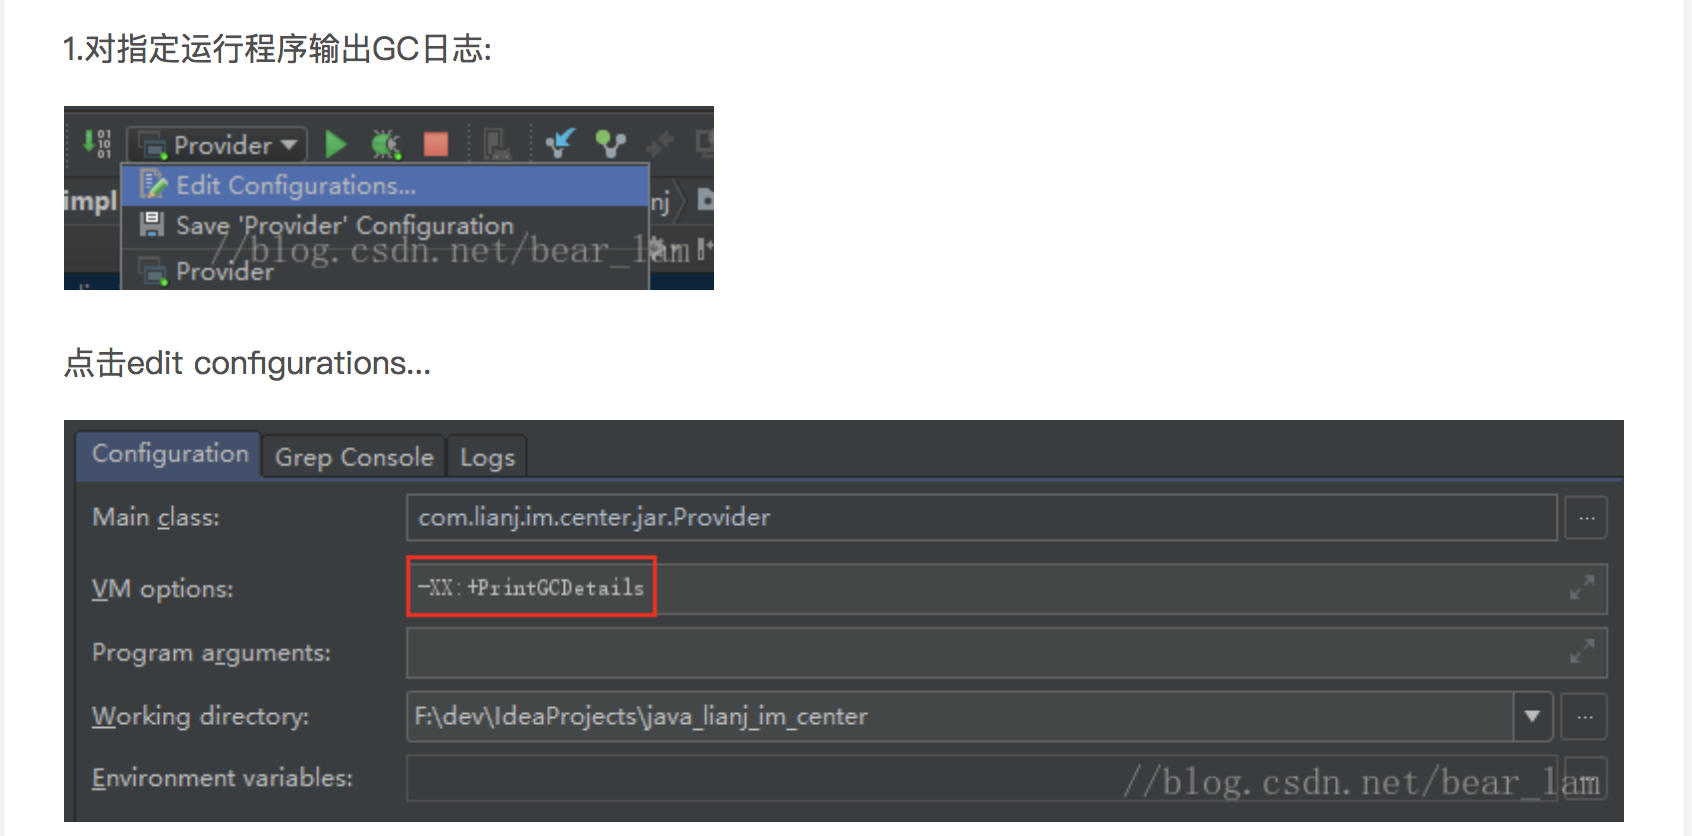 1.对指定运行程序输出GC日志:
Provider
impl
Edit Configurations...
nj
Save 'Provider' Configuration
//blog.csdn.net/bear_lam
Provider
点击edit configurations...
Configuration Grep Console Logs
Main class: com.lianj.im.center.jar.Provider ...
VM options: -XX:+PrintGCDetails
Program arguments:
Working directory: F:\dev\IdeaProjects\java_lianj_im_center ...
Environment variables:
//blog.csdn.net/bear_lam